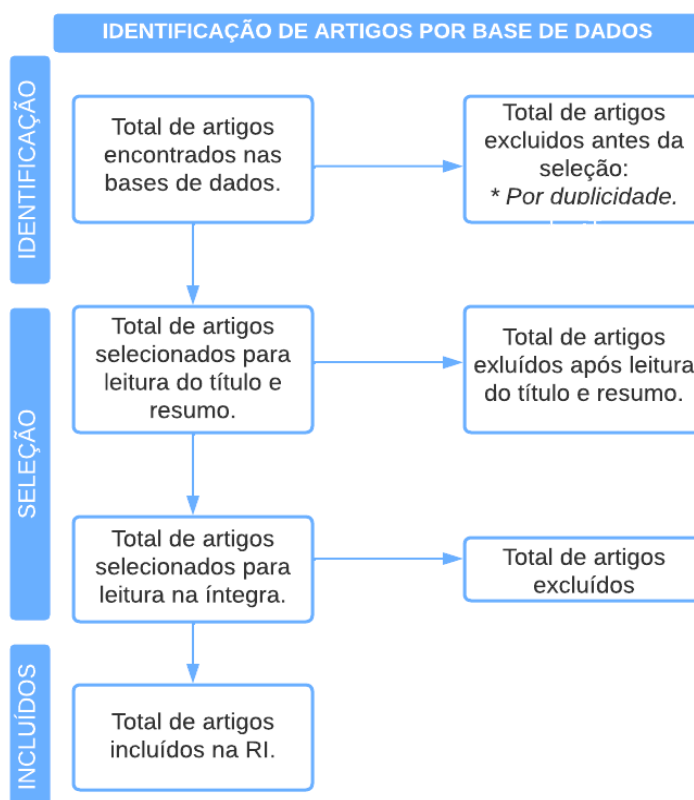 IDENTIFICAÇÃO DE ARTIGOS POR BASE DE DADOS
IDENTIFICAÇÃO
Total de artigos
encontrados nas
bases de dados.
Total de artigos
excluidos antes da
seleção:
* Por duplicidade.
SELEÇÃO
Total de artigos
selecionados para
leitura do título e
resumo.
Total de artigos
exluídos após leitura
do título e resumo.
Total de artigos
selecionados para
leitura na íntegra.
Total de artigos
excluídos
INCLUÍDOS
Total de artigos
incluídos na RI.